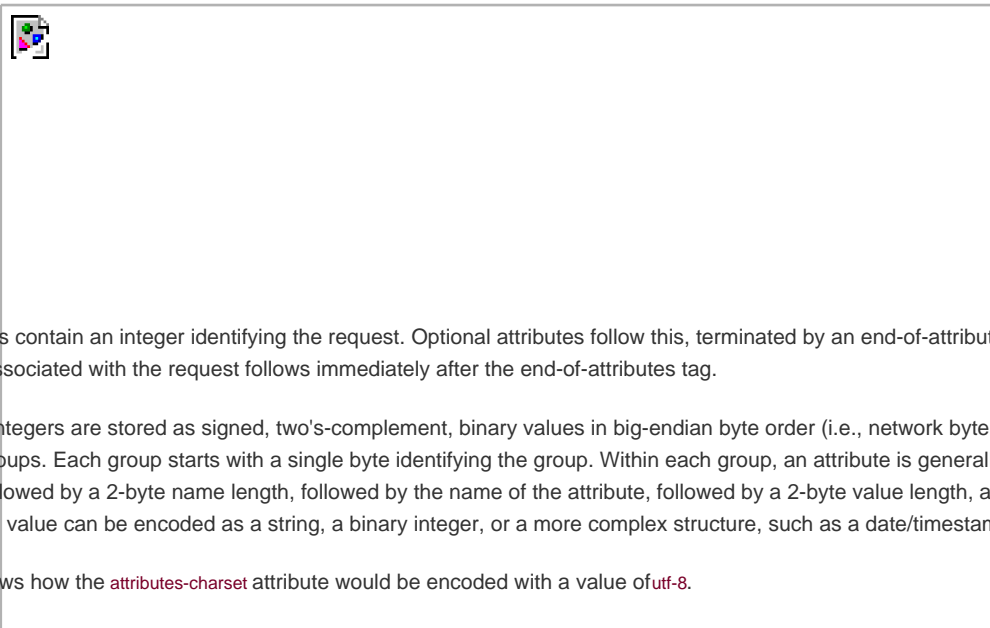 s contain an integer identifying the request. Optional attributes follow this, terminated by an end-of-attribut
ssociated with the request follows immediately after the end-of-attributes tag.
ntegers are stored as signed, two's-complement, binary values in big-endian byte order (i.e., network byte
oups. Each group starts with a single byte identifying the group. Within each group, an attribute is general
lowed by a 2-byte name length, followed by the name of the attribute, followed by a 2-byte value length, a
value can be encoded as a string, a binary integer, or a more complex structure, such as a date/timestam
ws how the attributes-charset attribute would be encoded with a value of utf-8.